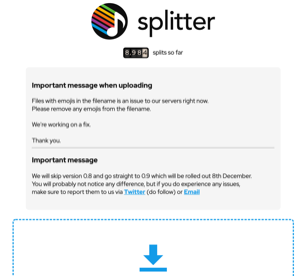 splitter
splits so far
Important message when uploading
Files with emojis in the filename is an issue to our servers right now.
Please remove any emojis from the filename.
We're working on a fix.
Thank you.
Important message
We will skip version 0.8 and go straight to 0.9 which will be rolled out 8th December.
You will probably not notice any difference, but if you do experience any issues,
make sure to report them to us via Twitter (do follow) or Email